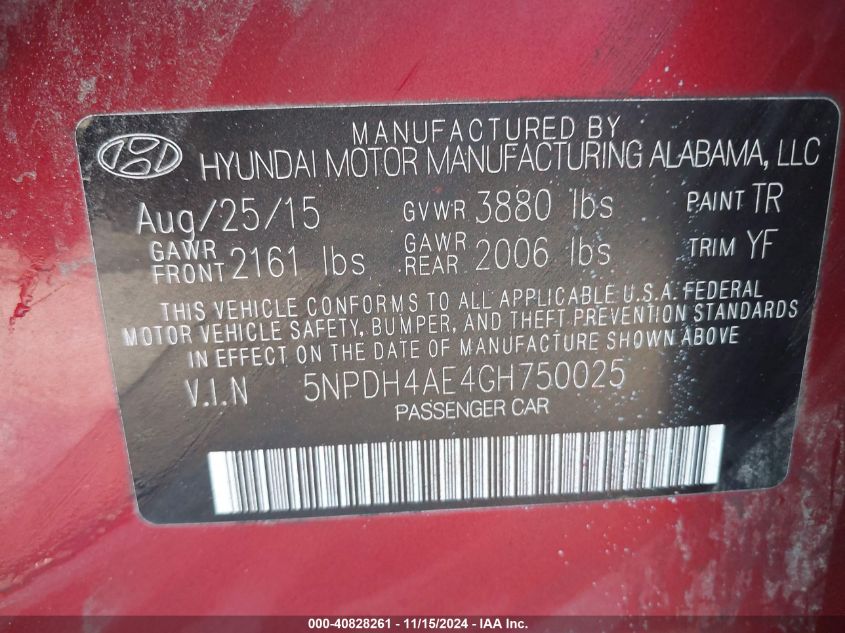 MANUFACTURED BY
HYUNDAI MOTOR MANUFACTURING ALABAMA, LLC
Aug/25/15 GVWR 3880 lbs PAINT TR
GAWR FRONT 2161 lbs GAWR REAR 2006 lbs TRIM YF
THIS VEHICLE CONFORMS TO ALL APPLICABLE U.S.A. FEDERAL
MOTOR VEHICLE SAFETY, BUMPER, AND THEFT PREVENTION STANDARDS
IN EFFECT ON THE DATE OF MANUFACTURE SHOWN ABOVE
V.I.N 5NPDH4AE4GH750025
PASSENGER CAR
000-40828261 - 11/15/2024 - IAA Inc.